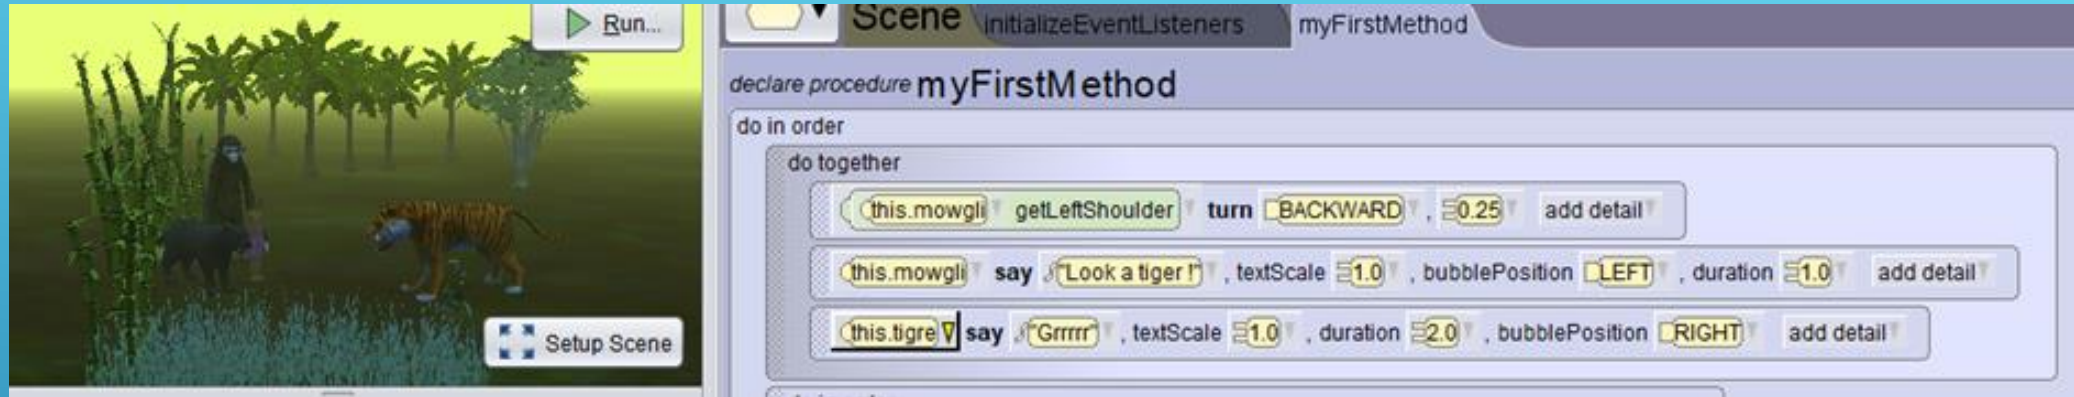 Run...
Setup Scene
Scene initializeEventListeners myFirstMethod
declare procedure myFirstMethod
do in order
do together
this.mowgli getLeftShoulder turn BACKWARD , 0.25 add detail
this.mowgli say "Look a tiger !" , textScale 1.0 , bubblePosition LEFT , duration 1.0 add detail
this.tigre say "Grrrrr" , textScale 1.0 , duration 2.0 , bubblePosition RIGHT add detail